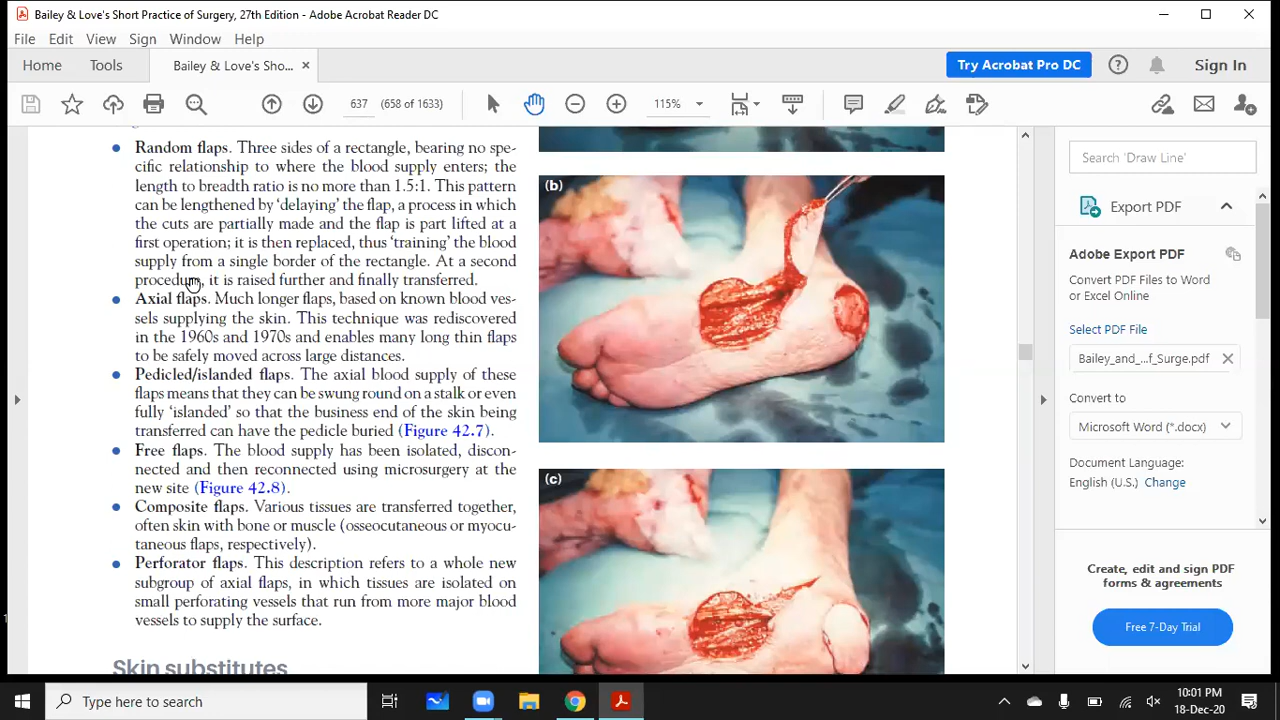 Bailey & Love's Short Practice of Surgery, 27th Edition - Adobe Acrobat Reader DC
File Edit View Sign Window Help
Home Tools Bailey & Love's Sho... × Try Acrobat Pro DC Sign In
637 (658 of 1633) 115%
Random flaps. Three sides of a rectangle, bearing no spe-
cific relationship to where the blood supply enters; the
length to breadth ratio is no more than 1.5:1. This pattern
can be lengthened by 'delaying' the flap, a process in which
the cuts are partially made and the flap is part lifted at a
first operation; it is then replaced, thus 'training' the blood
supply from a single border of the rectangle. At a second
procedure, it is raised further and finally transferred.
Axial flaps. Much longer flaps, based on known blood ves-
sels supplying the skin. This technique was rediscovered
in the 1960s and 1970s and enables many long thin flaps
to be safely moved across large distances.
Pedicled/islanded flaps. The axial blood supply of these
flaps means that they can be swung round on a stalk or even
fully 'islanded' so that the business end of the skin being
transferred can have the pedicle buried (Figure 42.7).
Free flaps. The blood supply has been isolated, discon-
nected and then reconnected using microsurgery at the
new site (Figure 42.8).
Composite flaps. Various tissues are transferred together,
often skin with bone or muscle (osseocutaneous or myocu-
taneous flaps, respectively).
Perforator flaps. This description refers to a whole new
subgroup of axial flaps, in which tissues are isolated on
small perforating vessels that run from more major blood
vessels to supply the surface.
Skin substitutes
(b)
(c)
Search 'Draw Line'
Export PDF
Adobe Export PDF
Convert PDF Files to Word
or Excel Online
Select PDF File
Bailey_and_...f_Surge.pdf
Convert to
Microsoft Word (*.docx)
Document Language:
English (U.S.) Change
Create, edit and sign PDF
forms & agreements
Free 7-Day Trial
Type here to search
10:01 PM
18-Dec-20